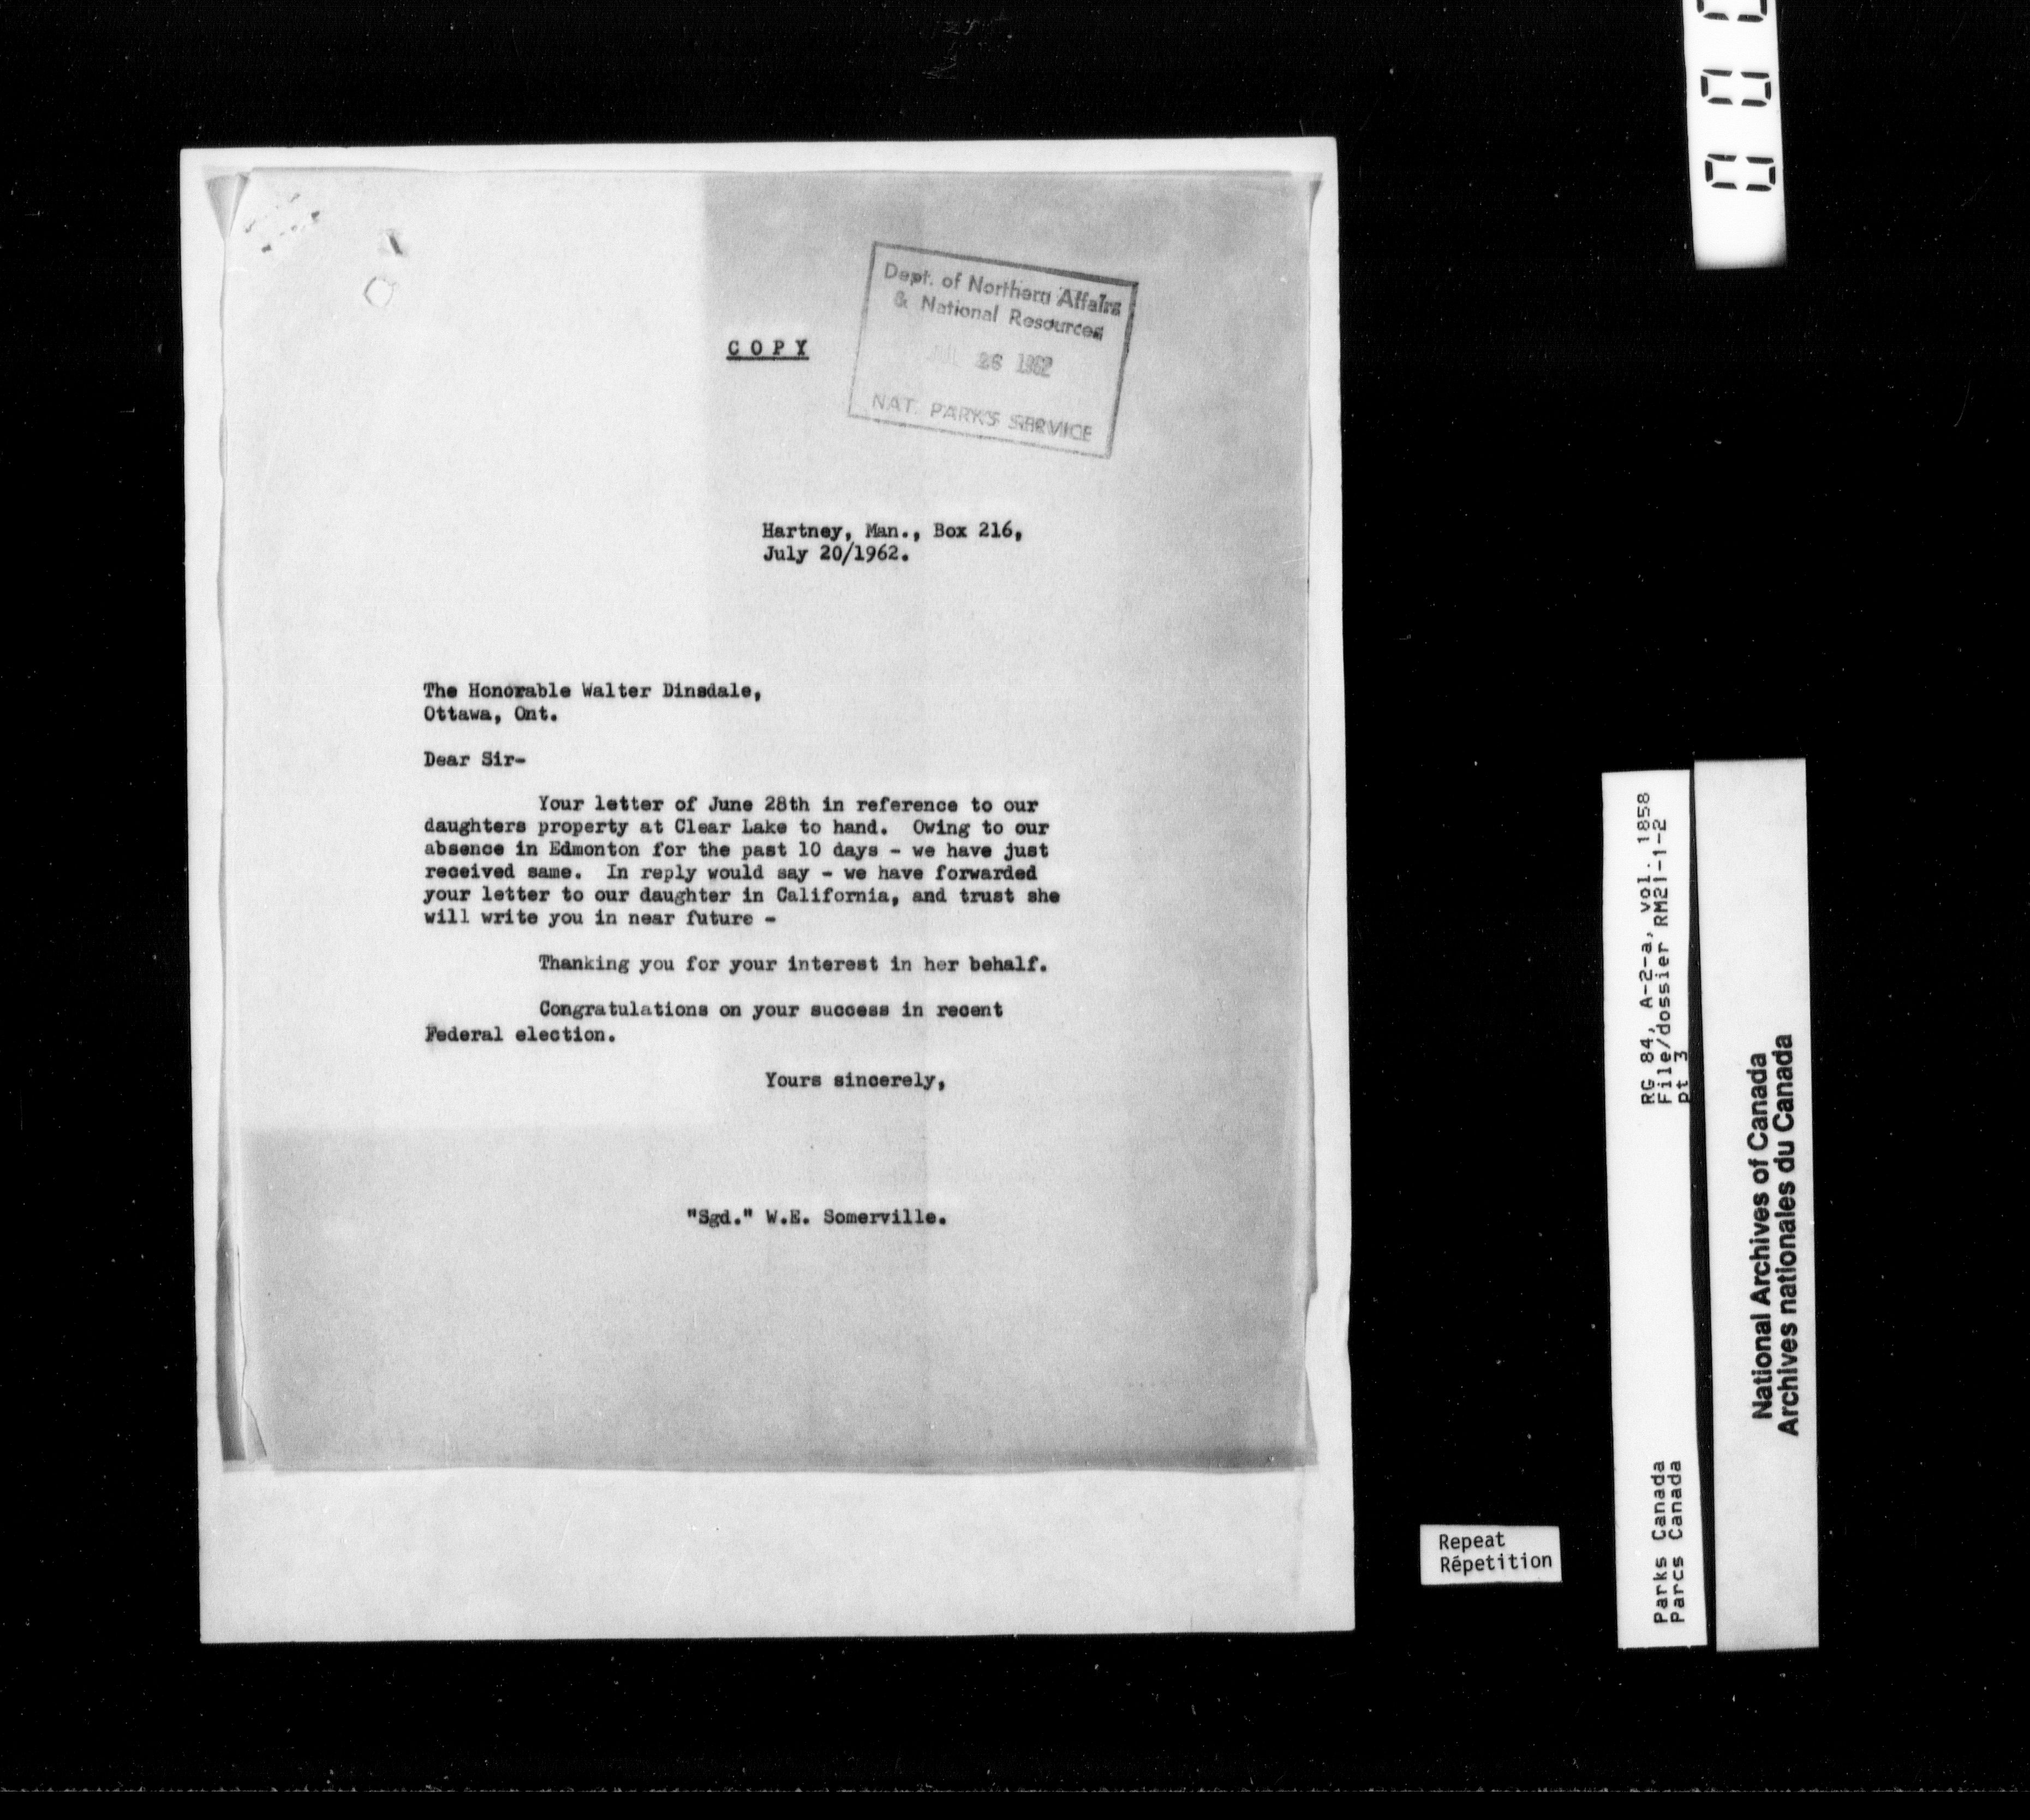 Dept. of Northern Affairs
& National Resources
JUL 26 1962
NAT. PARKS SERVICE
COPY
Hartney, Man., Box 216,
July 20/1962.
The Honorable Walter Dinsdale,
Ottawa, Ont.
Dear Sir-
Your letter of June 28th in reference to our
daughters property at Clear Lake to hand. Owing to our
absence in Edmonton for the past 10 days - we have just
received same. In reply would say - we have forwarded
your letter to our daughter in California, and trust she
will write you in near future -
Thanking you for your interest in her behalf.
Congratulations on your success in recent
Federal election.
Yours sincerely,
"Sgd." W.E. Somerville.
Repeat
Répetition
RG 84, A-2-a, vol. 1858
File/dossier RM21-1-2
pt 3
Parks Canada
Parcs Canada
National Archives of Canada
Archives nationales du Canada